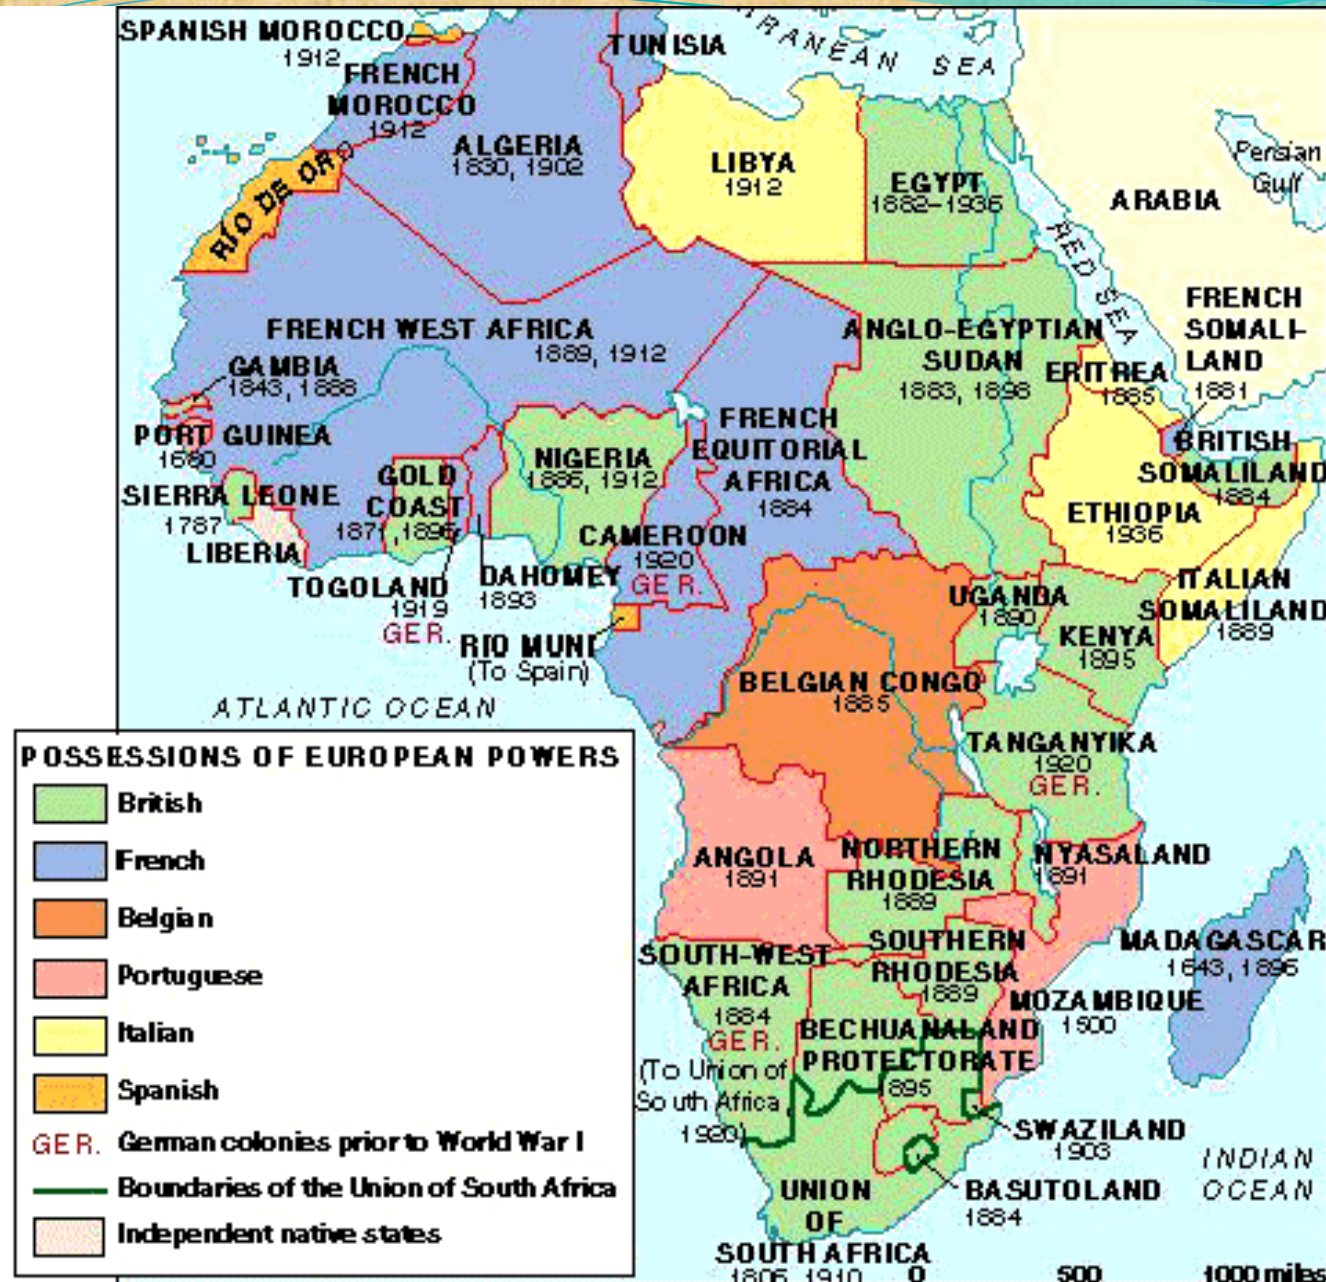 SPANISH MOROCCO
1912
FRENCH
MOROCCO
1912
TUNISIA
RANEAN SEA
ALGERIA
1830, 1902
LIBYA
1912
EGYPT
1882-1936
Persian
Gulf
ARABIA
RÍO DE OR
RED SEA
FRENCH WEST AFRICA
1889, 1912
ANGLO-EGYPTIAN
SUDAN
1883, 1898
FRENCH
SOMALI-
LAND
1881
ERITREA
1885
GAMBIA
1843, 1888
PORT GUINEA
1680
FRENCH
EQUITORIAL
AFRICA
1884
BRITISH
SOMALILAND
1884
NIGERIA
1886, 1912
GOLD
COAST
1871, 1896
SIERRA LEONE
1787
LIBERIA
ETHIOPIA
1936
CAMEROON
1920
GER.
TOGOLAND
1919
GER.
DAHOMEY
1893
UGANDA
1890
ITALIAN
SOMALILAND
1889
KENYA
1895
RIO MUNI
(To Spain)
BELGIAN CONGO
1885
ATLANTIC OCEAN
TANGANYIKA
1920
GER.
ANGOLA
1891
NORTHERN
RHODESIA
1889
NYASALAND
1891
SOUTHERN
RHODESIA
1889
MADAGASCAR
1643, 1896
SOUTH-WEST
AFRICA
1884
GER.
(To Union of
South Africa
1920)
MOZAMBIQUE
1500
BECHUANALAND
PROTECTORATE
1895
SWAZILAND
1903
BASUTOLAND
1884
INDIAN
OCEAN
UNION
OF
SOUTH AFRICA
1806, 1910
0 500 1000 miles
POSSESSIONS OF EUROPEAN POWERS
British
French
Belgian
Portuguese
Italian
Spanish
GER. German colonies prior to World War I
Boundaries of the Union of South Africa
Independent native states